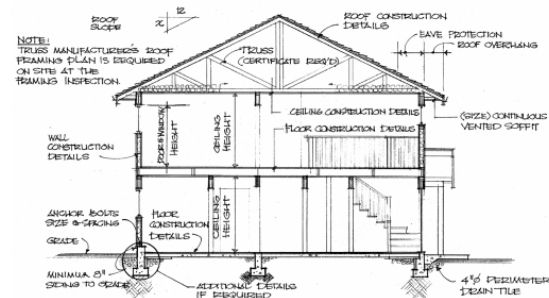 ROOF
SLOPE
12
x
NOTE:
TRUSS MANUFACTURER'S ROOF
FRAMING PLAN IS REQUIRED
ON SITE AT THE
FRAMING INSPECTION.
ROOF CONSTRUCTION
DETAILS
EAVE PROTECTION
ROOF OVERHANG
TRUSS
(CERTIFICATE REQ'D)
CEILING CONSTRUCTION DETAILS
FLOOR CONSTRUCTION DETAILS
(SIZE) CONTINUOUS
VENTED SOFFIT
DOOR & WINDOW
HEIGHT
CEILING
HEIGHT
WALL
CONSTRUCTION
DETAILS
CEILING
HEIGHT
ANCHOR BOLTS
SIZE & SPACING
FLOOR
CONSTRUCTION
DETAILS
GRADE
MINIMUM 8"
SIDING TO GRADE
ADDITIONAL DETAILS
IF REQUIRED
4"Ø PERIMETER
DRAIN TILE